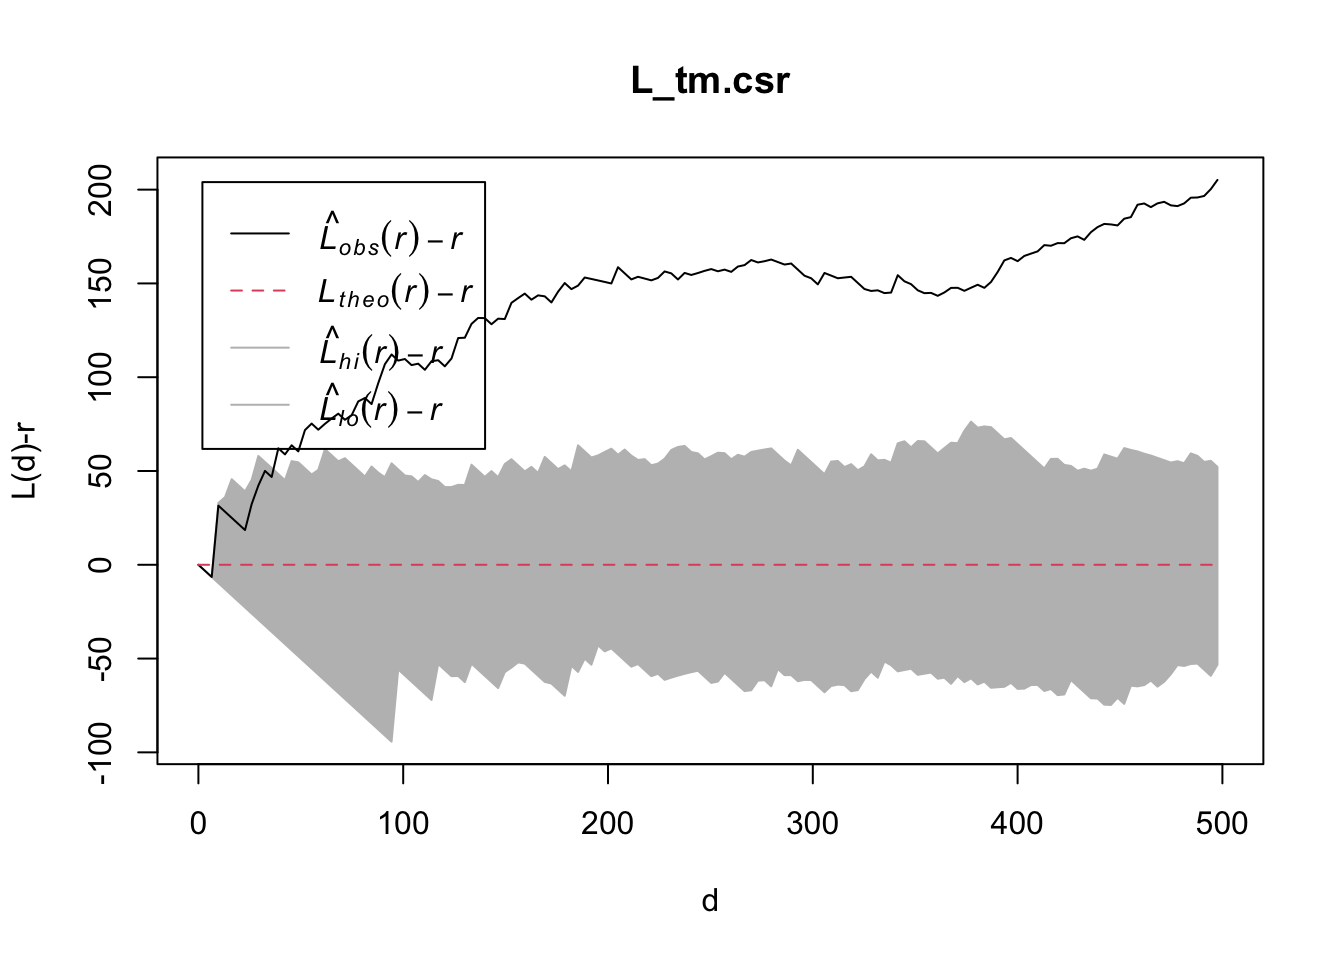 L_tm.csr
L(d)-r
200
150
100
50
0
-50
-100
L̂obs(r) – r
Ltheo(r) – r
L̂hi(r) – r
L̂lo(r) – r
0 100 200 300 400 500
d